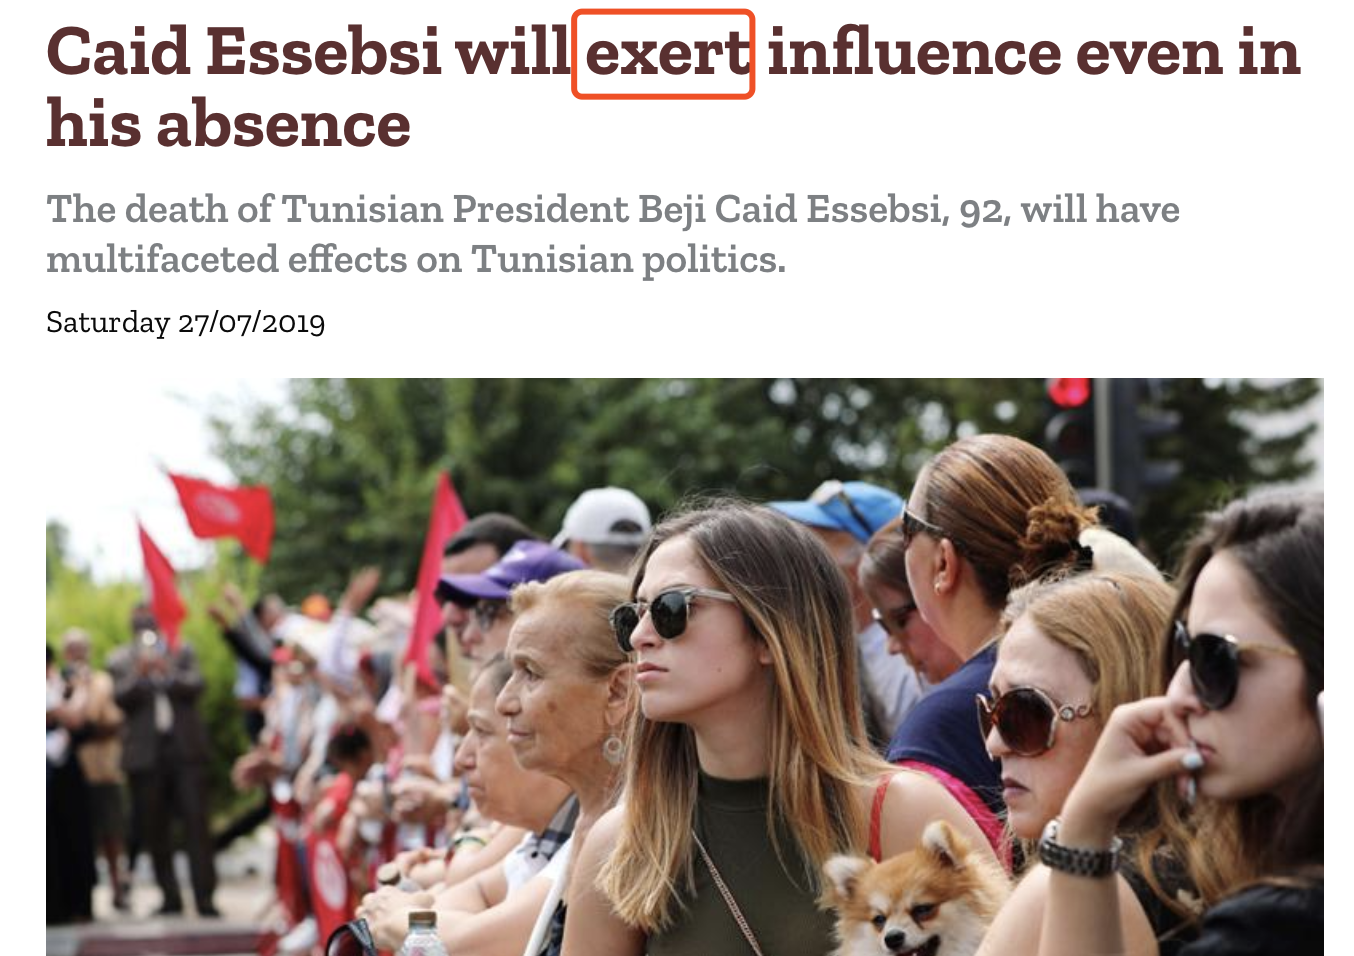 Caid Essebsi will exert influence even in
his absence
The death of Tunisian President Beji Caid Essebsi, 92, will have
multifaceted effects on Tunisian politics.
Saturday 27/07/2019